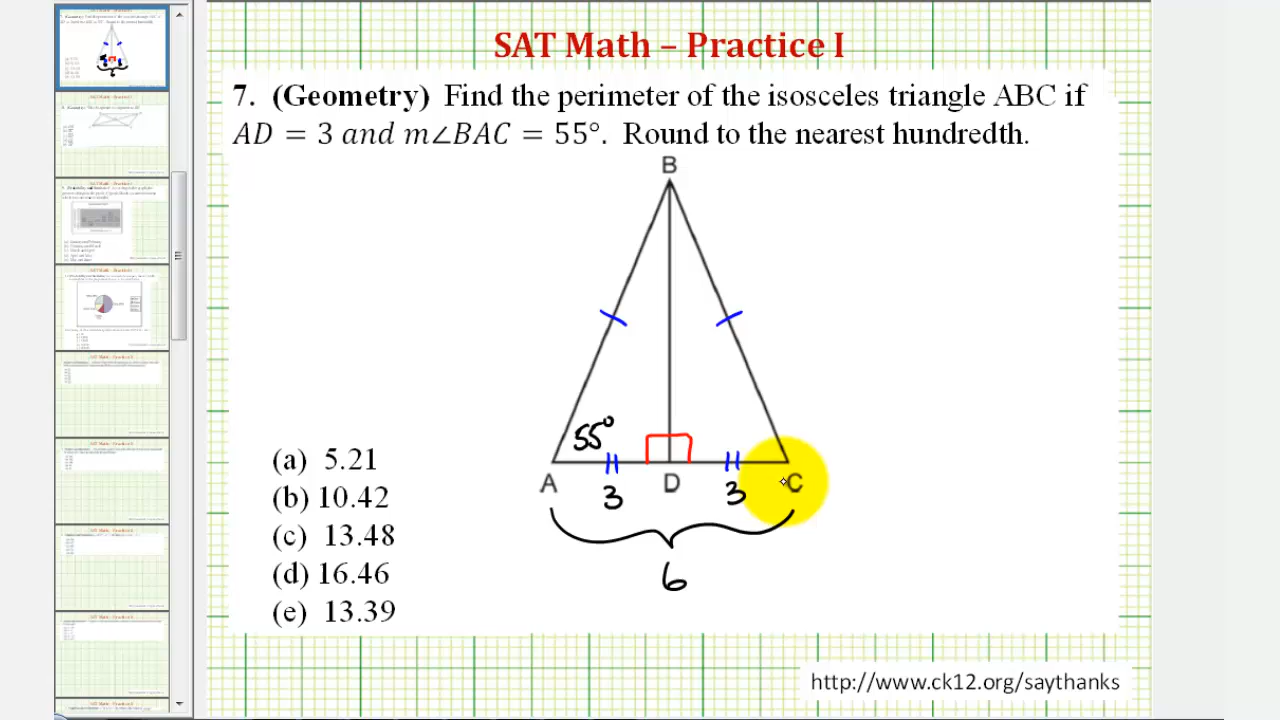 SAT Math – Practice I
7. (Geometry) Find the perimeter of the isosceles triangle ABC if
AD = 3 and m∠BAC = 55°. Round to the nearest hundredth.
B
55°
A
D
C
3
3
6
(a) 5.21
(b) 10.42
(c) 13.48
(d) 16.46
(e) 13.39
http://www.ck12.org/saythanks